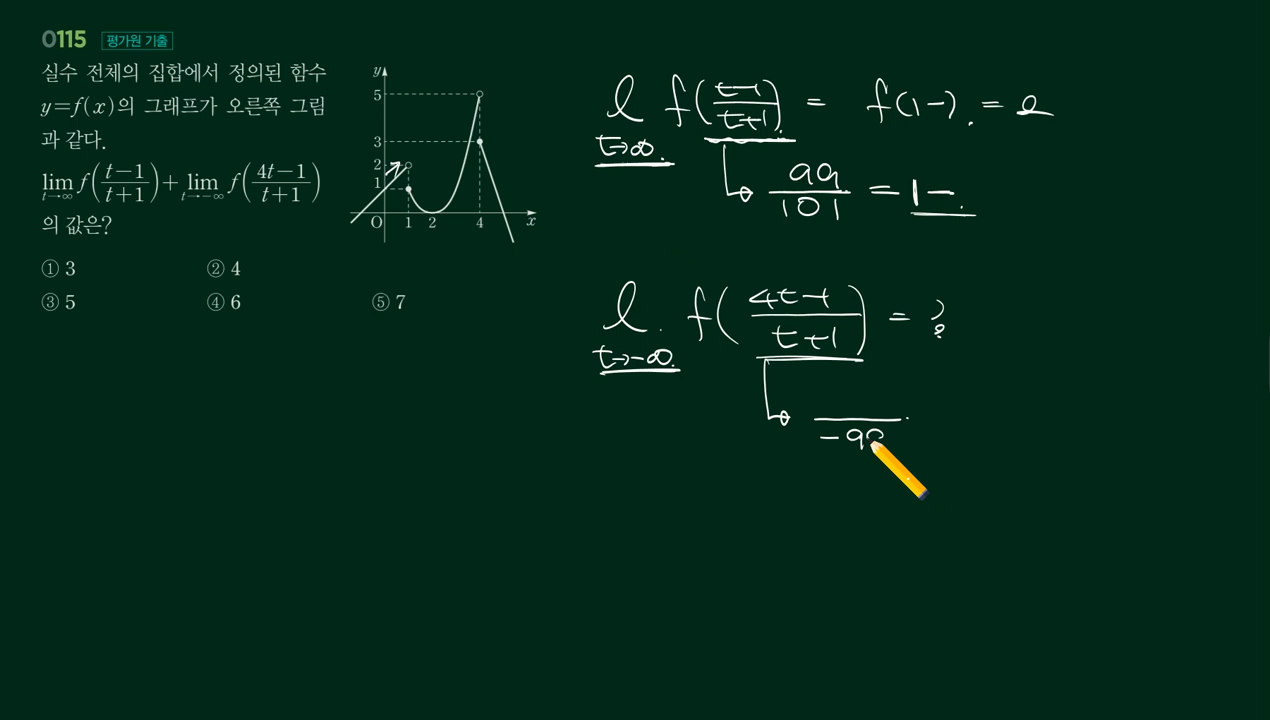 0115 평가원 기출
실수 전체의 집합에서 정의된 함수
y=f(x)의 그래프가 오른쪽 그림
과 같다.
lim_{t→∞} f((t-1)/(t+1)) + lim_{t→-∞} f((4t-1)/(t+1))
의 값은?
① 3 ② 4
③ 5 ④ 6 ⑤ 7
y
5
3
2
1
O 1 2 4 x
l_{t→∞} f((t-1)/(t+1)) = f(1-). = 2
99/101 = 1-.
l_{t→-∞} f((4t-1)/(t+1)) = ?